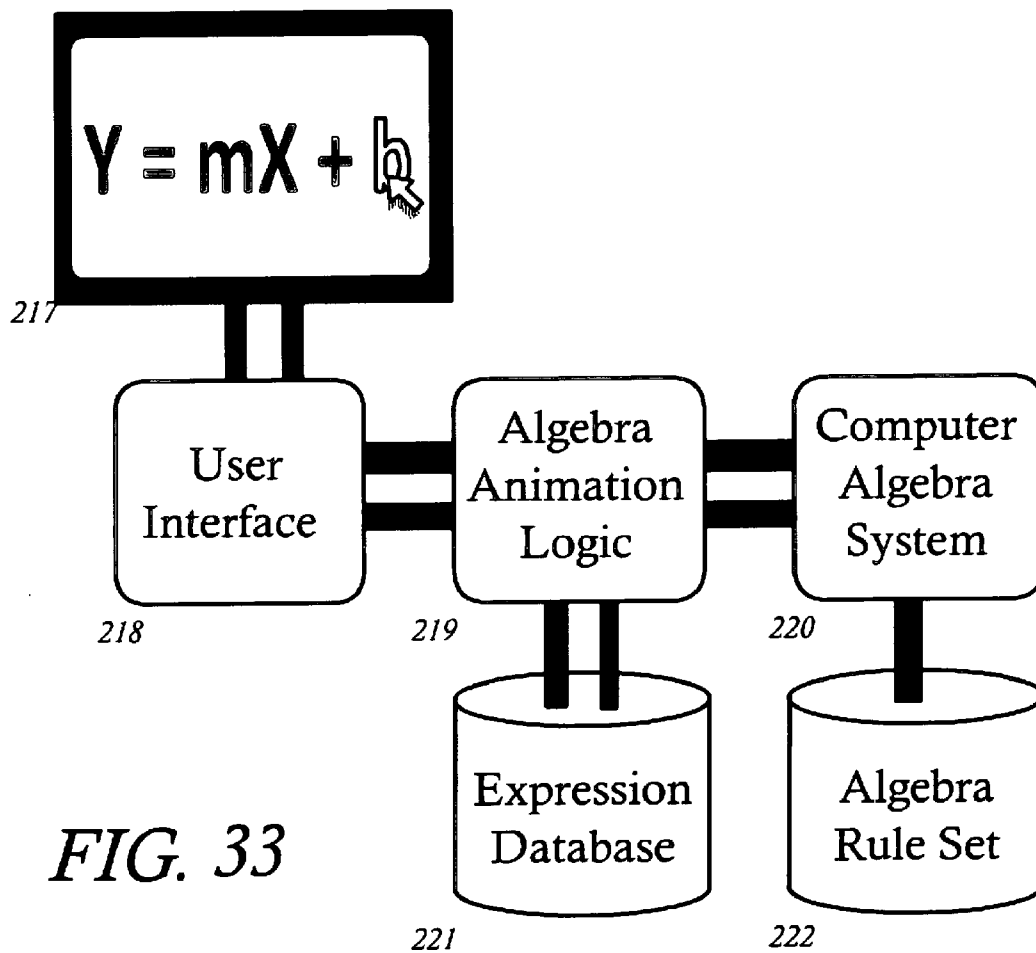 Y = mX + b
217
User
Interface
Algebra
Animation
Logic
Computer
Algebra
System
218
219
220
Expression
Database
Algebra
Rule Set
FIG. 33
221
222